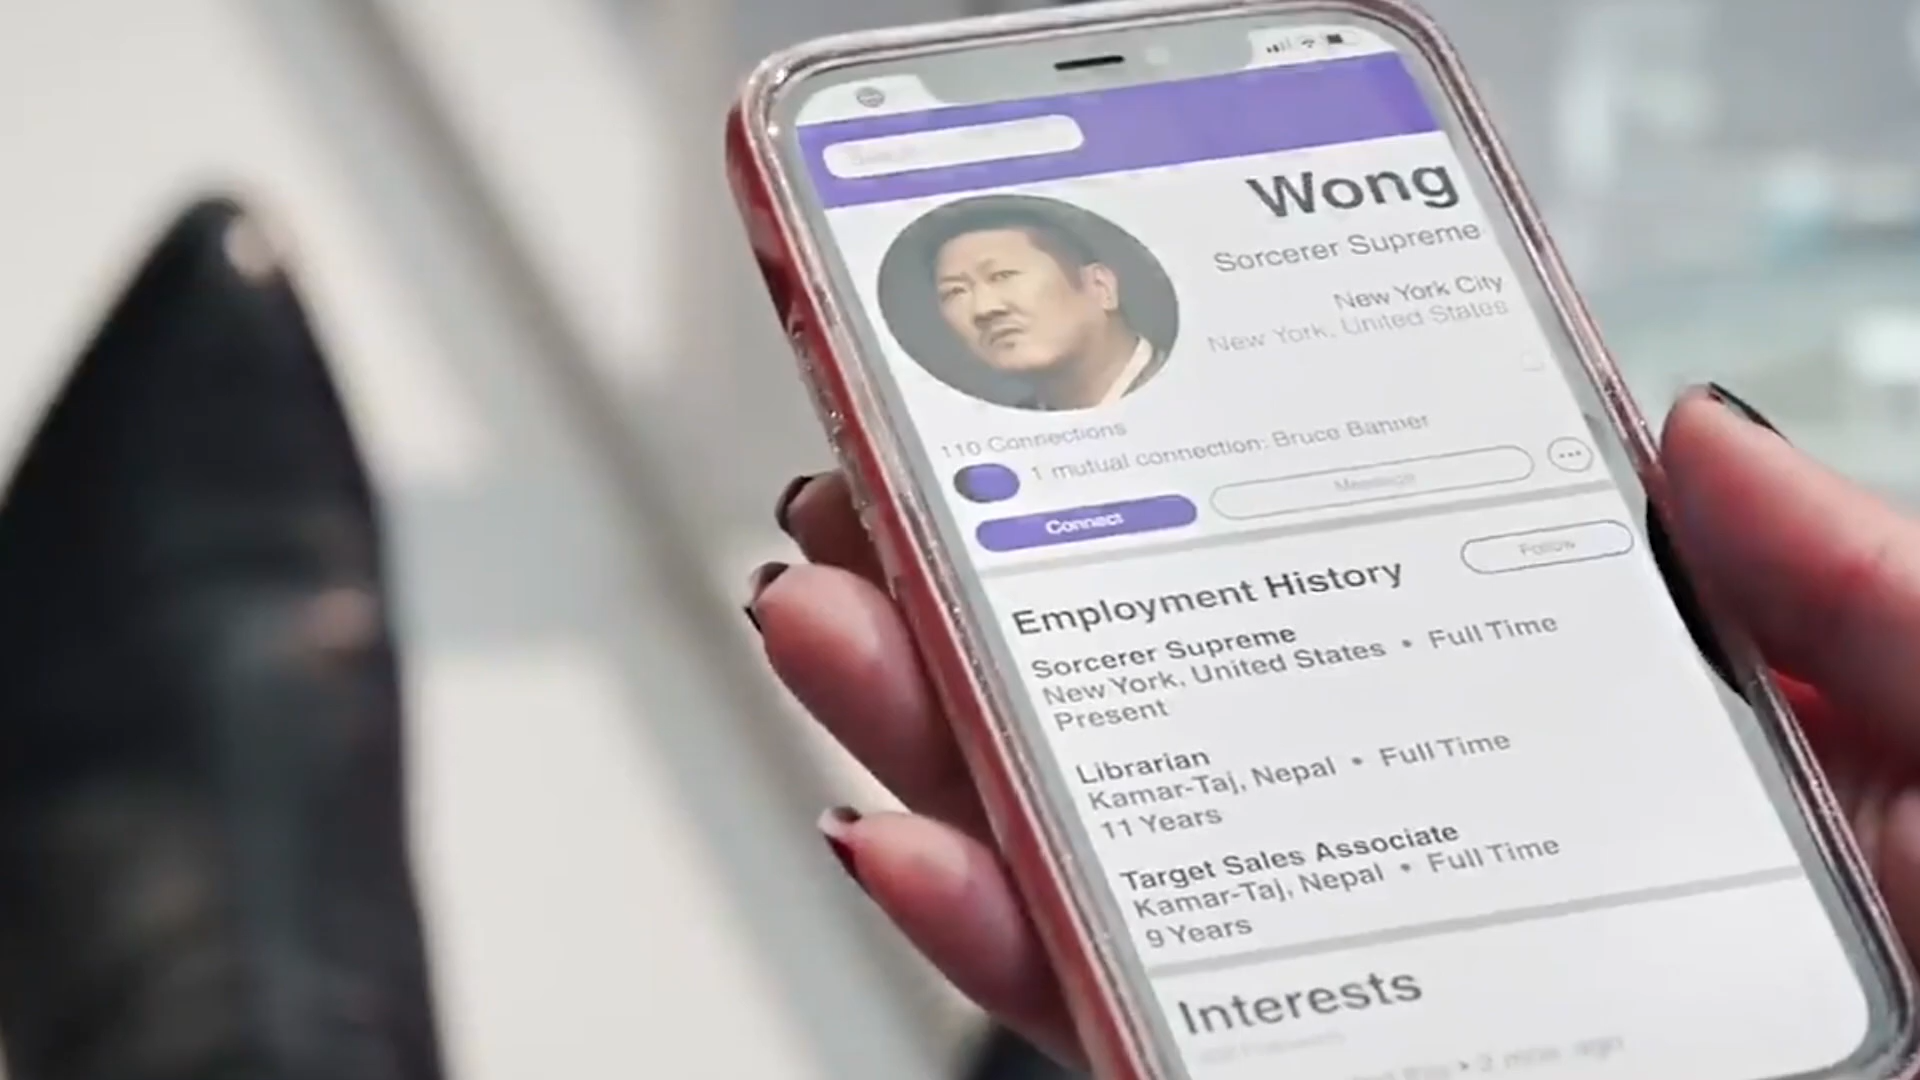 Wong
Sorcerer Supreme
New York City
New York, United States
110 Connections
1 mutual connection: Bruce Banner
Connect
Message
Follow
Employment History
Sorcerer Supreme
New York, United States • Full Time
Present
Librarian
Kamar-Taj, Nepal • Full Time
11 Years
Target Sales Associate
Kamar-Taj, Nepal • Full Time
9 Years
Interests